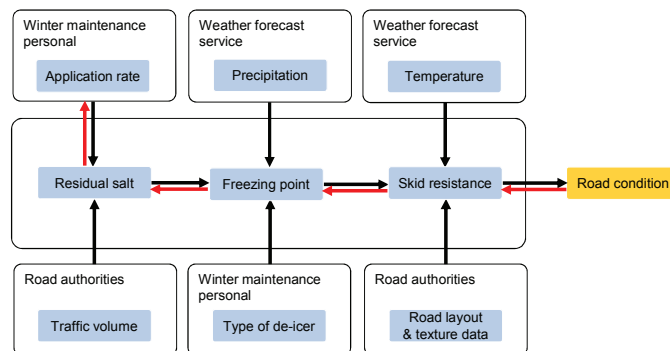 Winter maintenance
personal
Application rate
Weather forecast
service
Precipitation
Weather forecast
service
Temperature
Residual salt
Freezing point
Skid resistance
Road condition
Road authorities
Traffic volume
Winter maintenance
personal
Type of de-icer
Road authorities
Road layout
& texture data